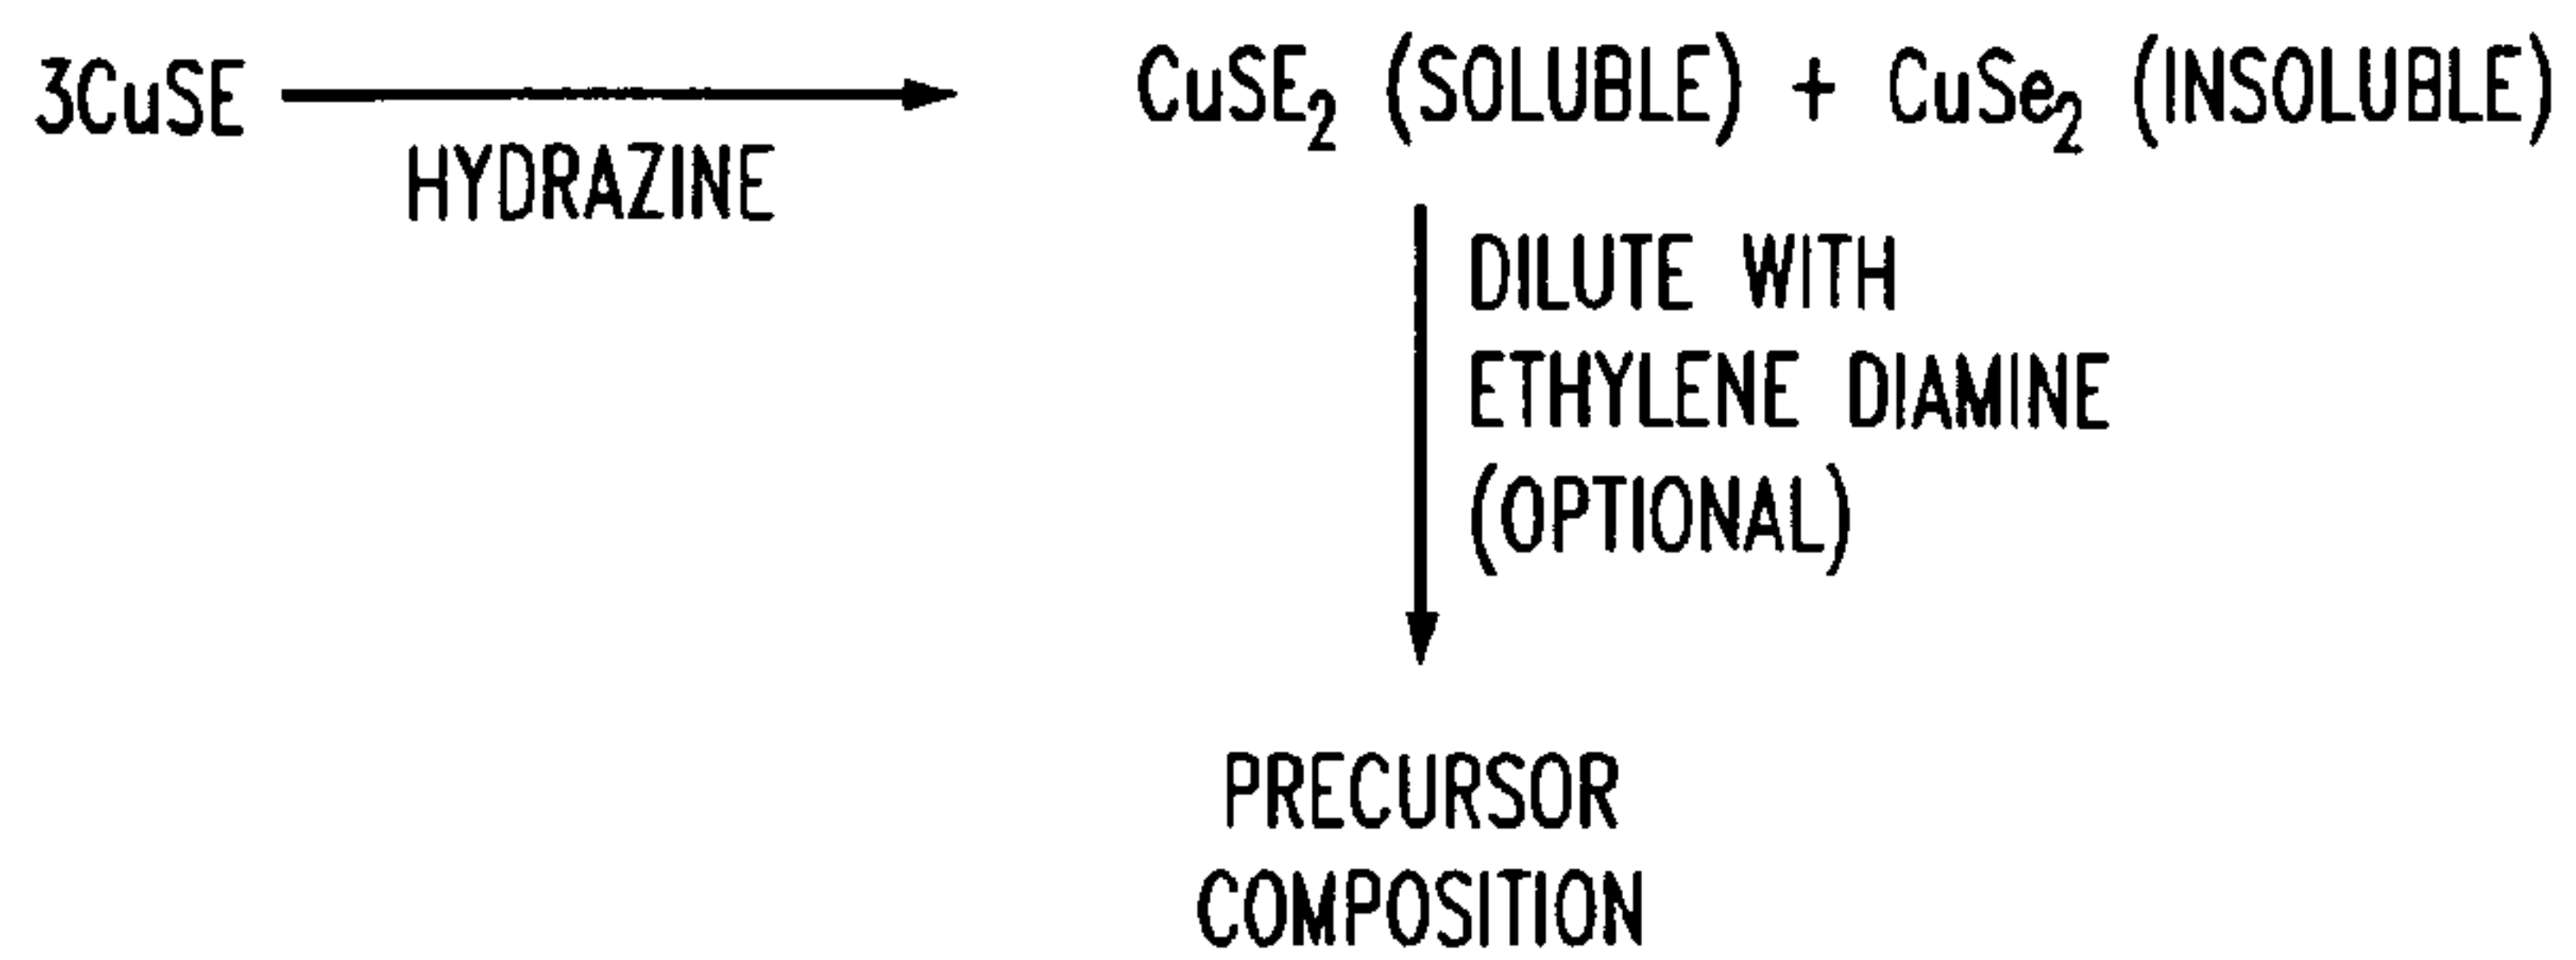 3CuSE HYDRAZINE CuSE₂ (SOLUBLE) + CuSe₂ (INSOLUBLE)
DILUTE WITH
ETHYLENE DIAMINE
(OPTIONAL)
PRECURSOR
COMPOSITION